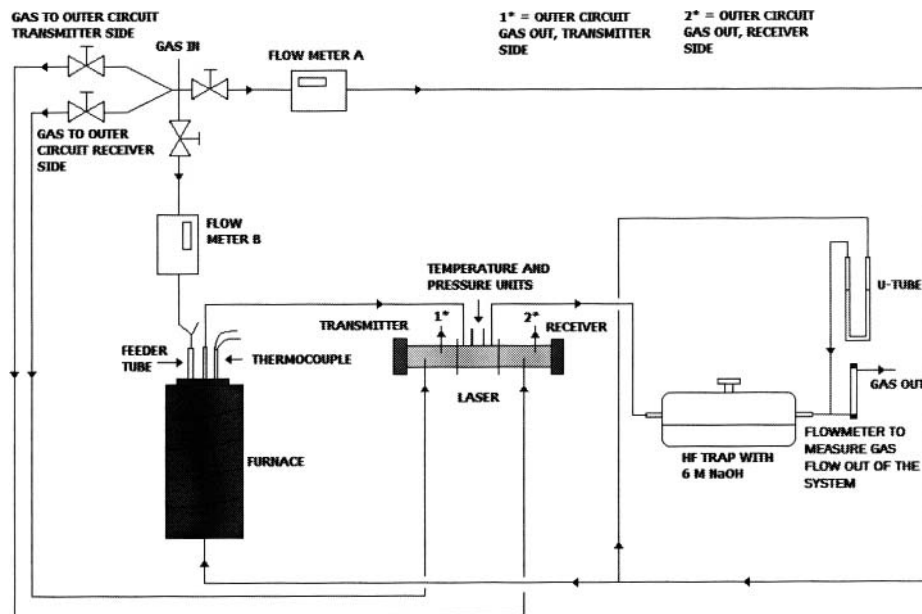 GAS TO OUTER CIRCUIT
TRANSMITTER SIDE
GAS IN
FLOW METER A
1* = OUTER CIRCUIT
GAS OUT, TRANSMITTER
SIDE
2* = OUTER CIRCUIT
GAS OUT, RECEIVER
SIDE
GAS TO OUTER
CIRCUIT RECEIVER
SIDE
FLOW
METER B
TEMPERATURE AND
PRESSURE UNITS
U-TUBE
TRANSMITTER
1*
2*
RECEIVER
FEEDER
TUBE
THERMOCOUPLE
GAS OUT
LASER
FURNACE
HF TRAP WITH
6 M NaOH
FLOWMETER TO
MEASURE GAS
FLOW OUT OF THE
SYSTEM